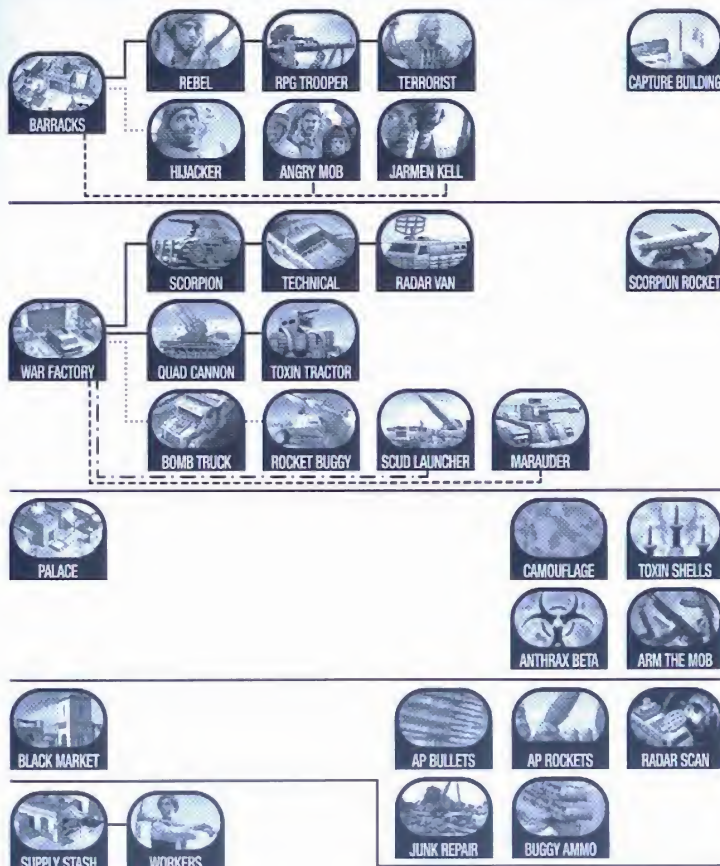 REBEL
RPG TROOPER
TERRORIST
CAPTURE BUILDING
BARRACKS
HIJACKER
ANGRY MOB
JARMEN KELL
SCORPION
TECHNICAL
RADAR VAN
SCORPION ROCKET
WAR FACTORY
QUAD CANNON
TOXIN TRACTOR
BOMB TRUCK
ROCKET BUGGY
SCUD LAUNCHER
MARAUDER
PALACE
CAMOUFLAGE
TOXIN SHELLS
ANTHRAX BETA
ARM THE MOB
BLACK MARKET
AP BULLETS
AP ROCKETS
RADAR SCAN
JUNK REPAIR
BUGGY AMMO
SUPPLY STASH
WORKERS